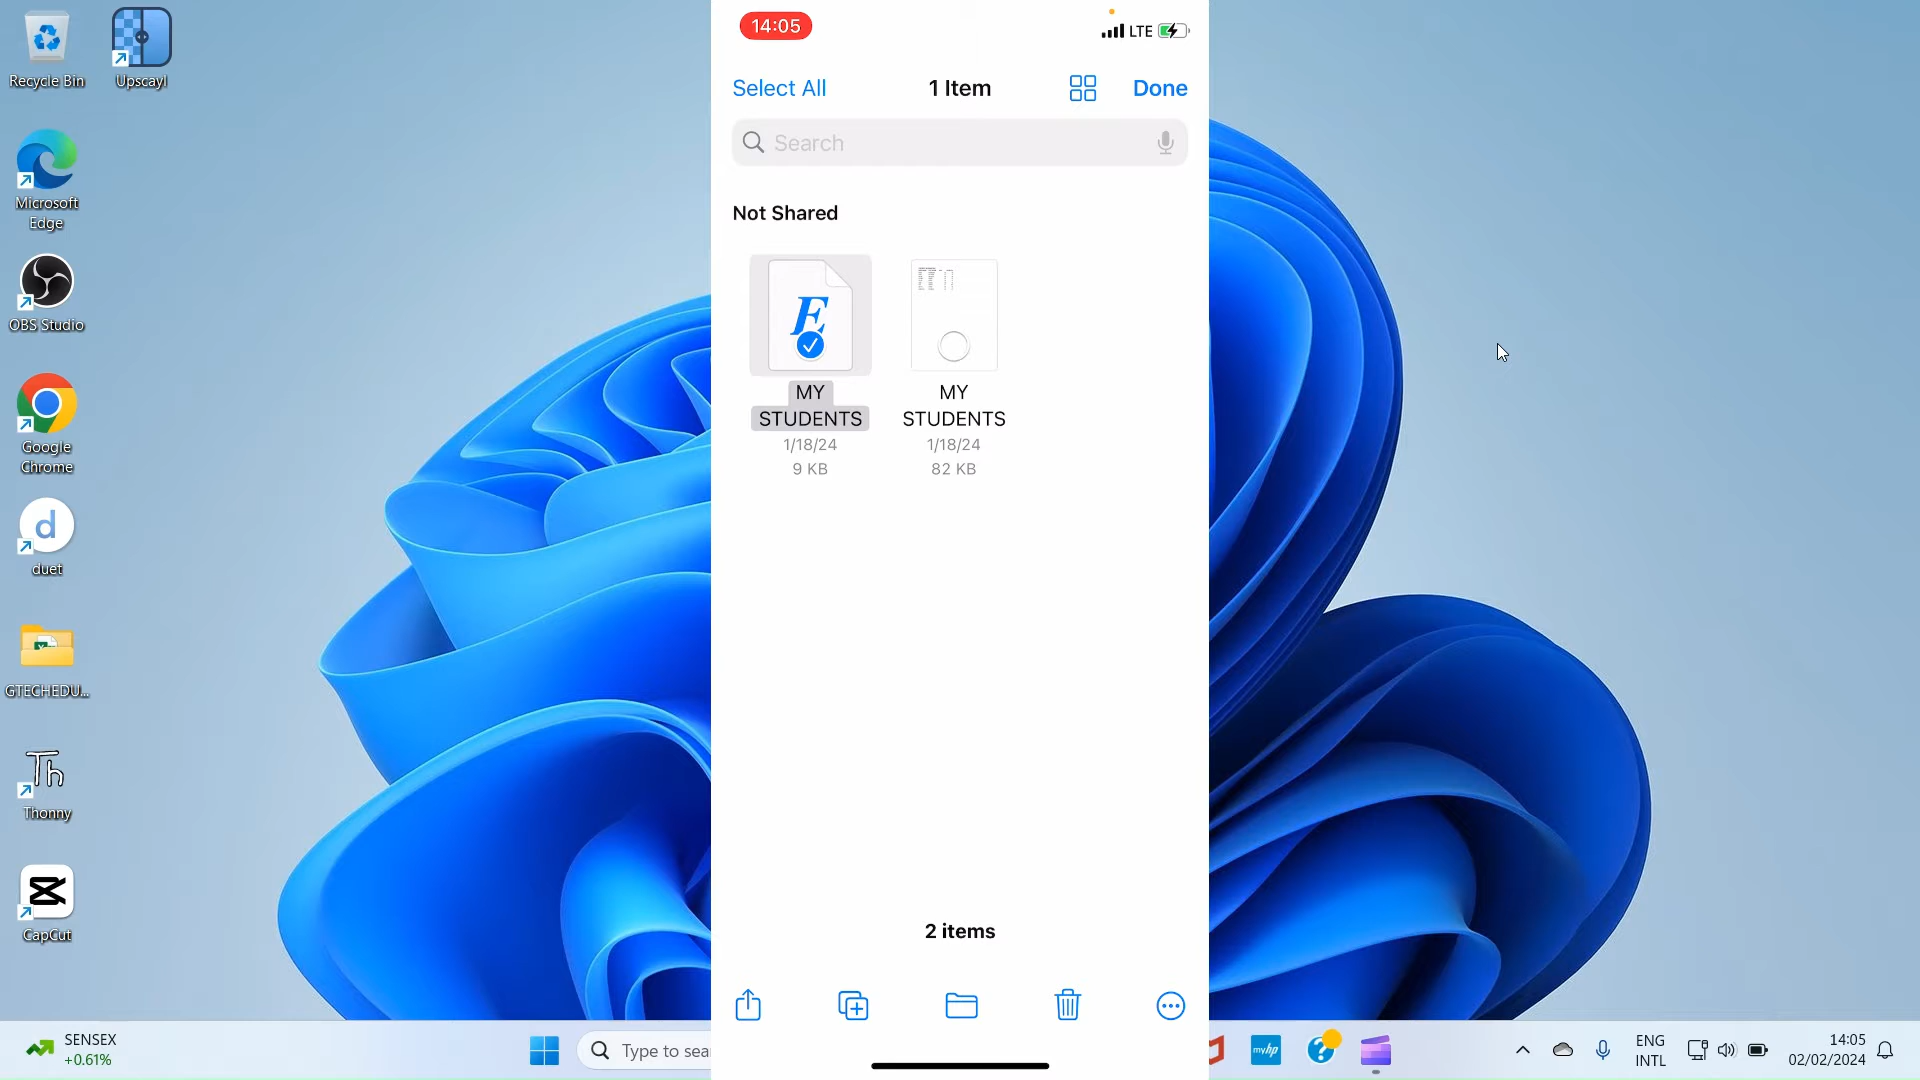 Recycle Bin
Upscayl
Microsoft
Edge
OBS Studio
Google
Chrome
d
duet
GTECHEDU...
Th
Thonny
CapCut
14:05
LTE
Select All
1 Item
Done
Search
Not Shared
E
MY
STUDENTS
1/18/24
9 KB
MY
STUDENTS
1/18/24
82 KB
2 items
SENSEX
+0.61%
Type to sea
myhp
?
ENG
INTL
14:05
02/02/2024